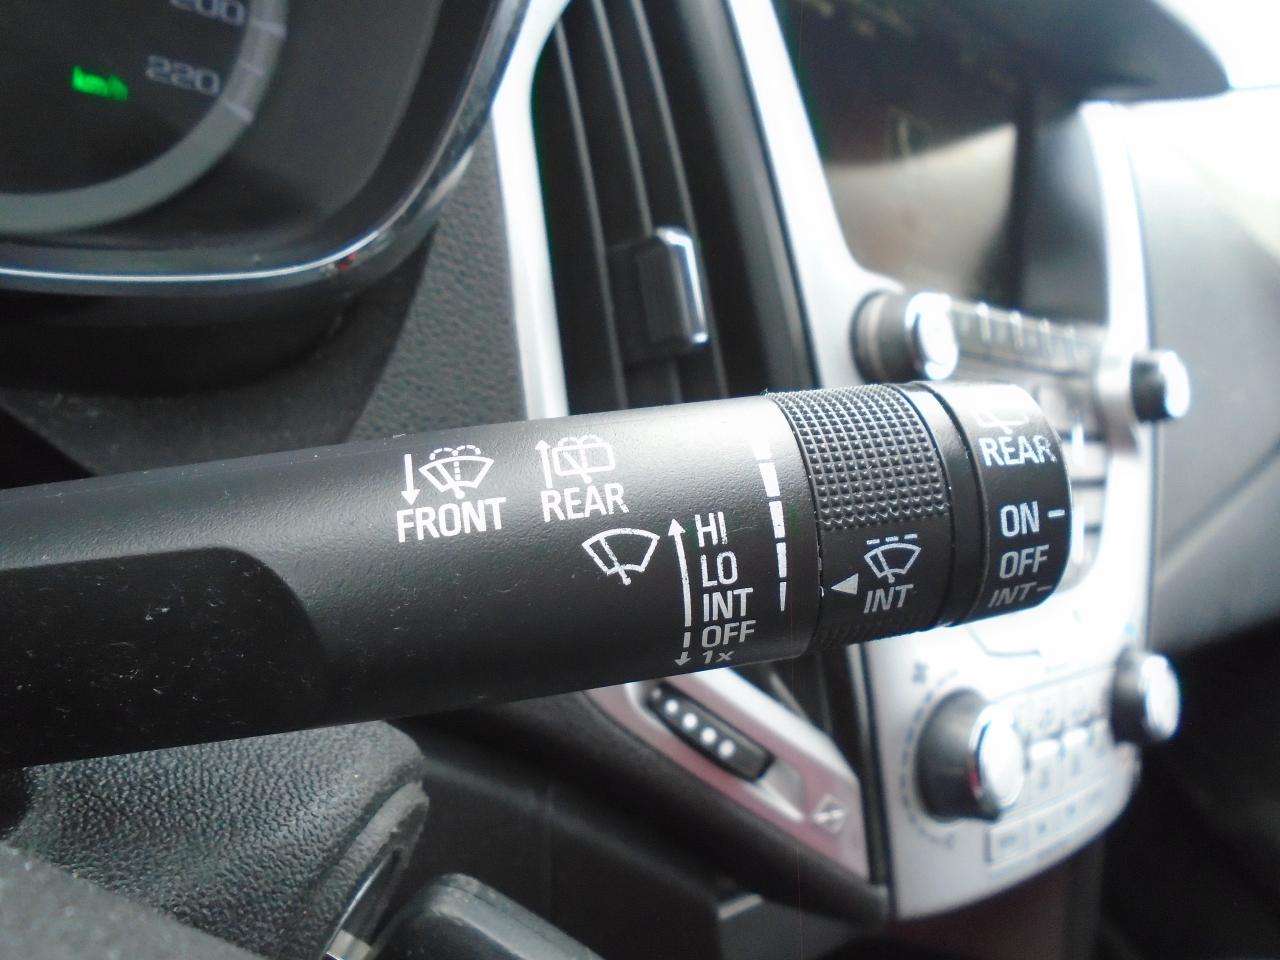 200
220
km/h
FRONT
REAR
HI
LO
INT
OFF
1x
INT
REAR
ON
OFF
INT